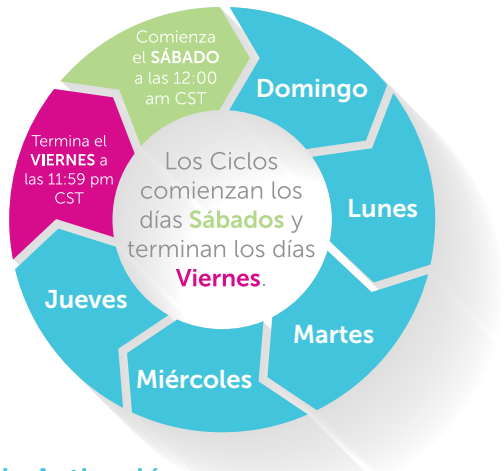 Comienza
el SÁBADO
a las 12:00
am CST
Domingo
Lunes
Martes
Miércoles
Jueves
Termina el
VIERNES a
las 11:59 pm
CST
Los Ciclos
comienzan los
días Sábados y
terminan los días
Viernes.